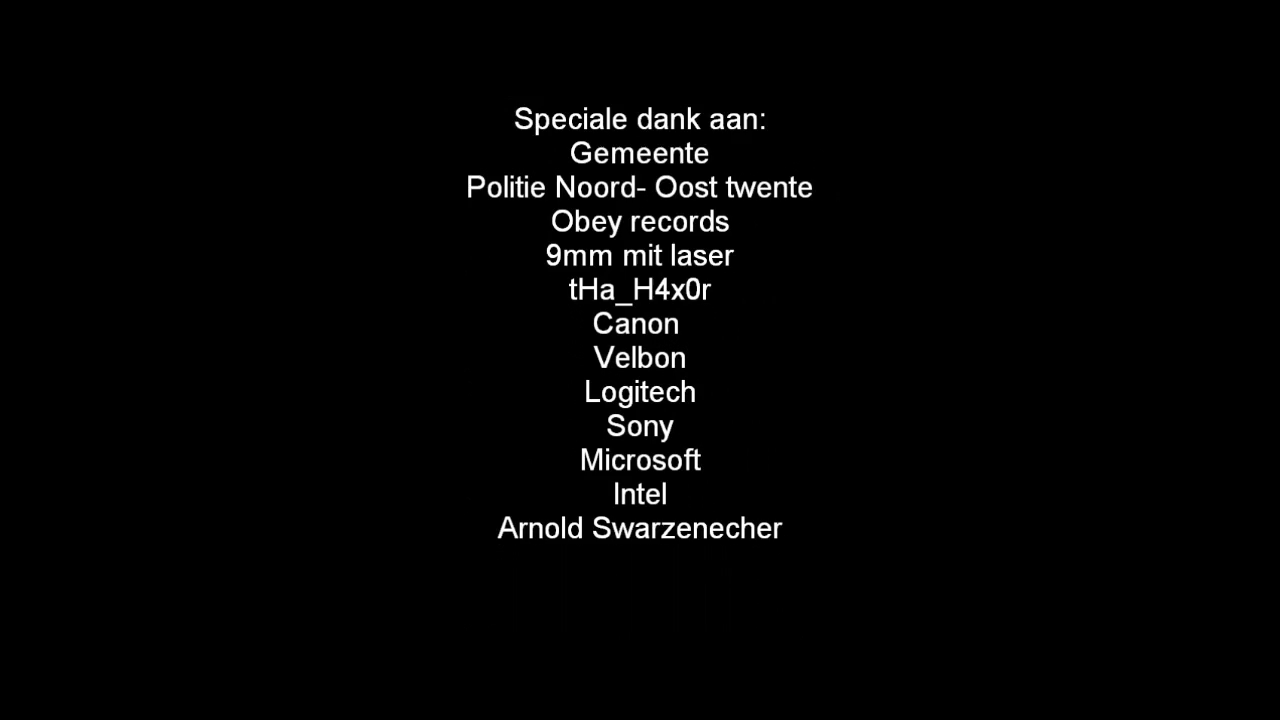 Speciale dank aan:
Gemeente
Politie Noord- Oost twente
Obey records
9mm mit laser
tHa_H4x0r
Canon
Velbon
Logitech
Sony
Microsoft
Intel
Arnold Swarzenecher